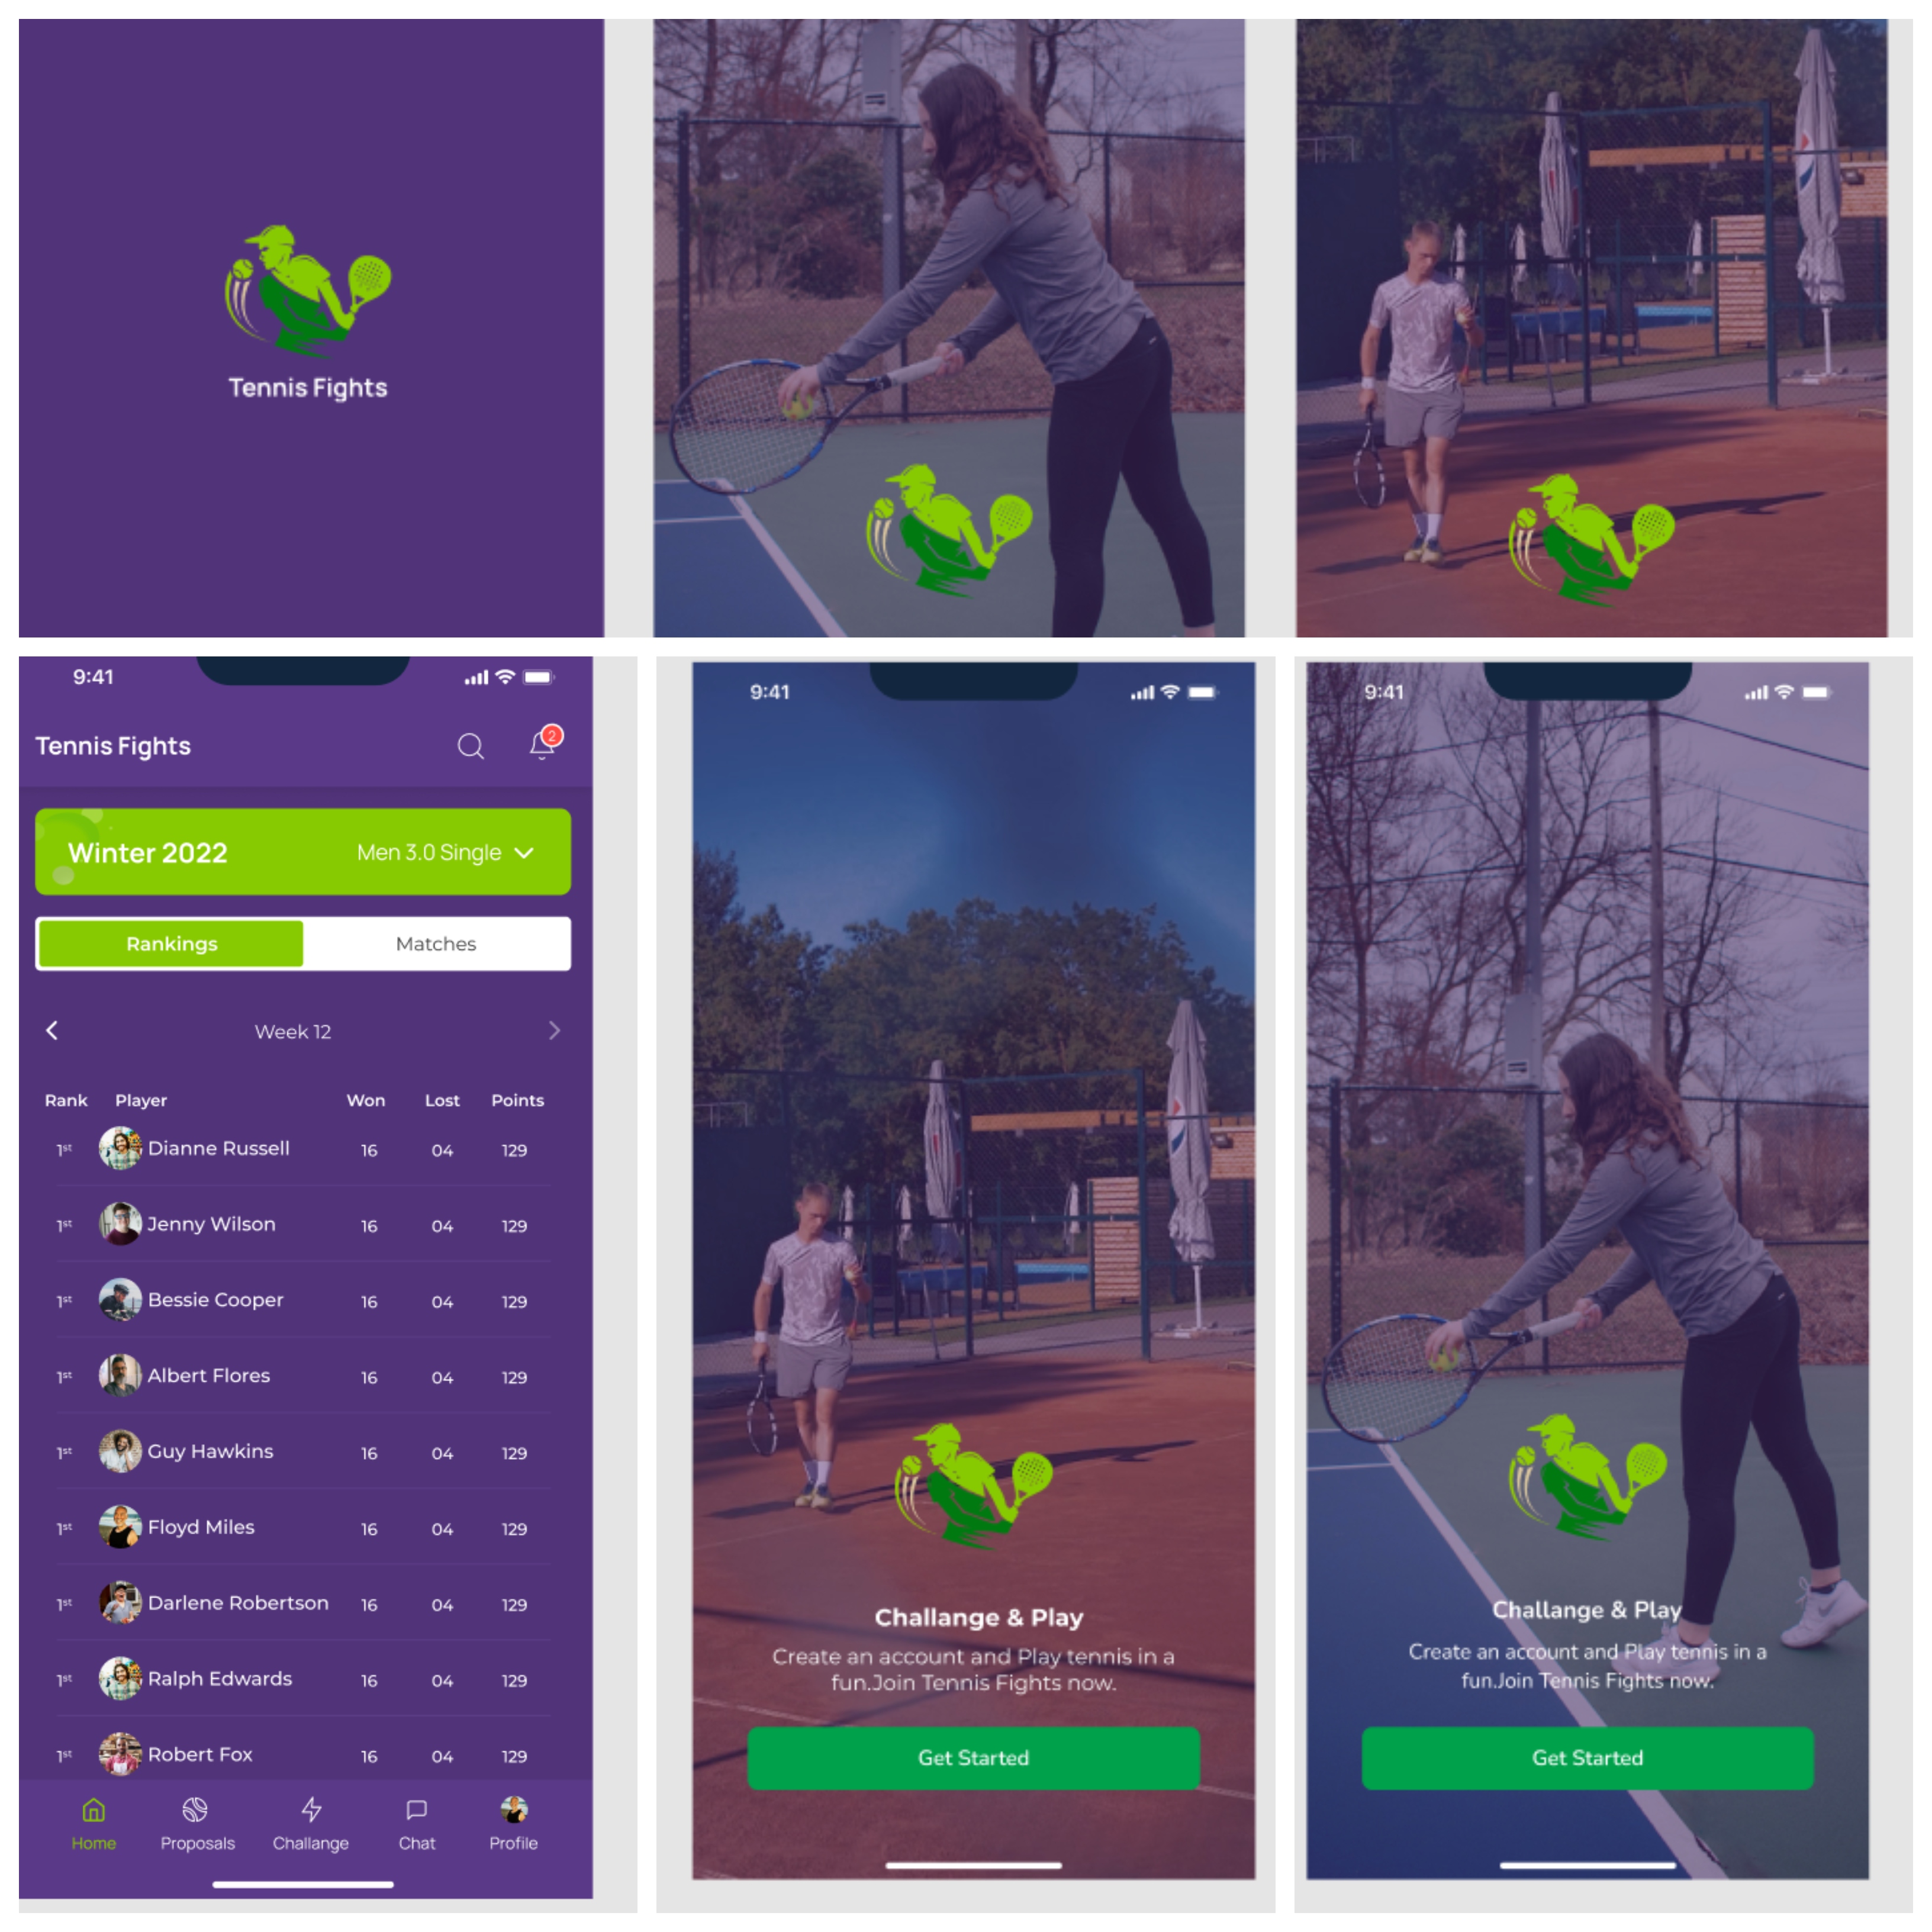 Tennis Fights
9:41
Tennis Fights
2
Winter 2022
Men 3.0 Single
Rankings
Matches
Week 12
Rank Player Won Lost Points
1st Dianne Russell 16 04 129
1st Jenny Wilson 16 04 129
1st Bessie Cooper 16 04 129
1st Albert Flores 16 04 129
1st Guy Hawkins 16 04 129
1st Floyd Miles 16 04 129
1st Darlene Robertson 16 04 129
1st Ralph Edwards 16 04 129
1st Robert Fox 16 04 129
Home Proposals Challange Chat Profile
9:41
Challange & Play
Create an account and Play tennis in a
fun.Join Tennis Fights now.
Get Started
9:41
Challange & Play
Create an account and Play tennis in a
fun.Join Tennis Fights now.
Get Started